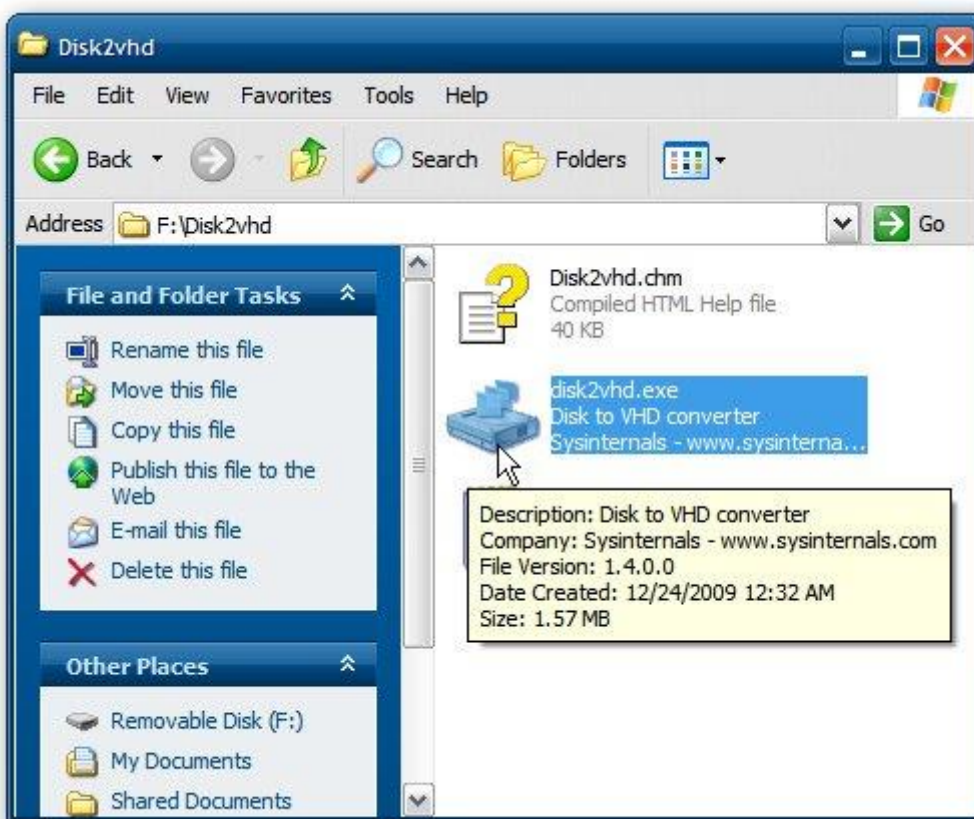 Disk2vhd
File Edit View Favorites Tools Help
Back Search Folders
Address F:\Disk2vhd Go
File and Folder Tasks
Rename this file
Move this file
Copy this file
Publish this file to the
Web
E-mail this file
Delete this file
Other Places
Removable Disk (F:)
My Documents
Shared Documents
Disk2vhd.chm
Compiled HTML Help file
40 KB
disk2vhd.exe
Disk to VHD converter
Sysinternals - www.sysinterna...
Description: Disk to VHD converter
Company: Sysinternals - www.sysinternals.com
File Version: 1.4.0.0
Date Created: 12/24/2009 12:32 AM
Size: 1.57 MB